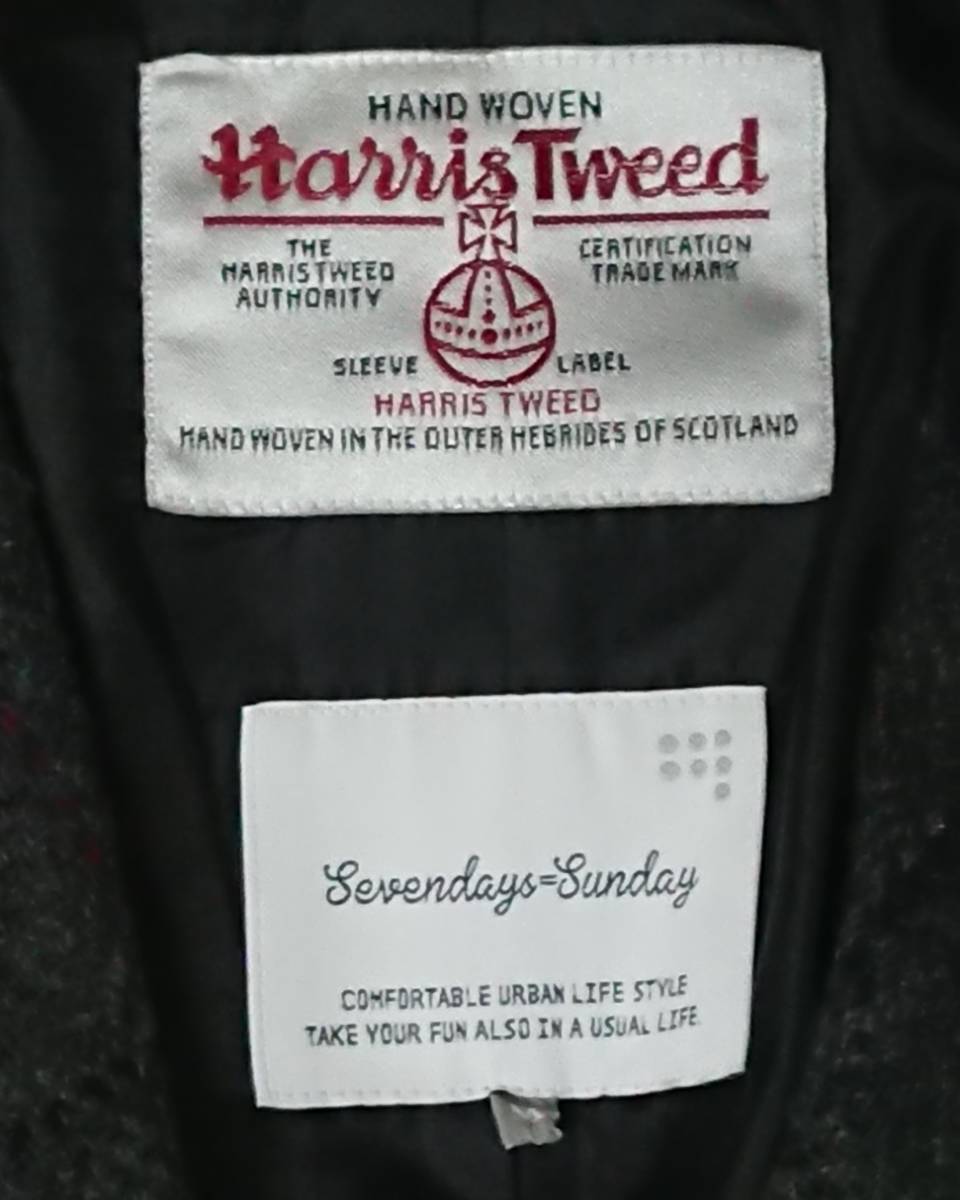 HAND WOVEN
Harris Tweed
THE
HARRIS TWEED
AUTHORITY
CERTIFICATION
TRADE MARK
SLEEVE LABEL
HARRIS TWEED
HAND WOVEN IN THE OUTER HEBRIDES OF SCOTLAND
Sevendays=Sunday
COMFORTABLE URBAN LIFE STYLE
TAKE YOUR FUN ALSO IN A USUAL LIFE.